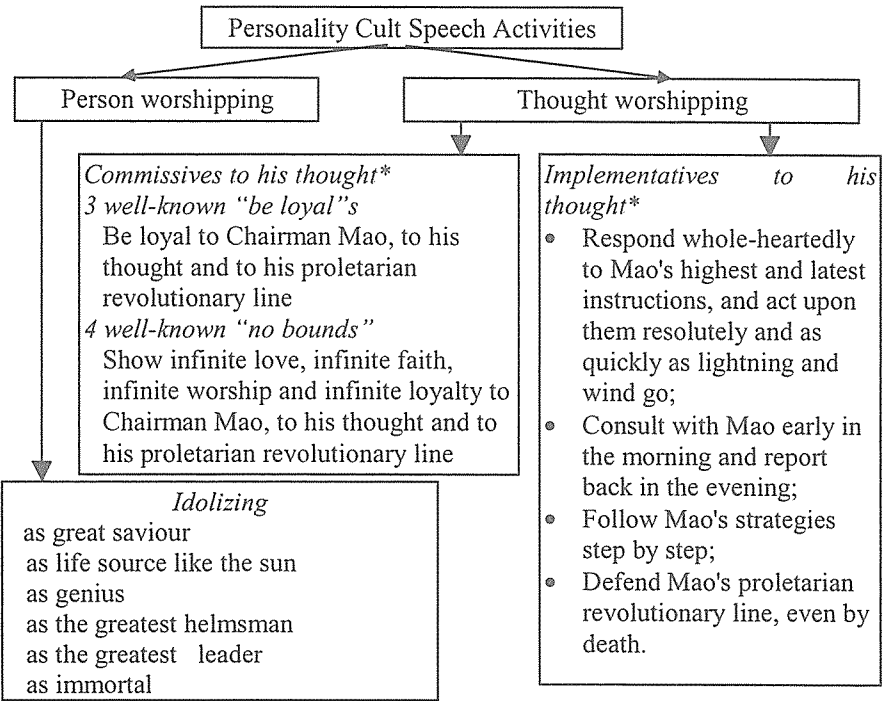 Personality Cult Speech Activities
Person worshipping
Thought worshipping
Commissives to his thought*
3 well-known “be loyal”s
Be loyal to Chairman Mao, to his
thought and to his proletarian
revolutionary line
4 well-known “no bounds”
Show infinite love, infinite faith,
infinite worship and infinite loyalty to
Chairman Mao, to his thought and to
his proletarian revolutionary line
Implementatives to his
thought*
• Respond whole-heartedly
to Mao's highest and latest
instructions, and act upon
them resolutely and as
quickly as lightning and
wind go;
• Consult with Mao early in
the morning and report
back in the evening;
• Follow Mao's strategies
step by step;
• Defend Mao's proletarian
revolutionary line, even by
death.
Idolizing
as great saviour
as life source like the sun
as genius
as the greatest helmsman
as the greatest leader
as immortal